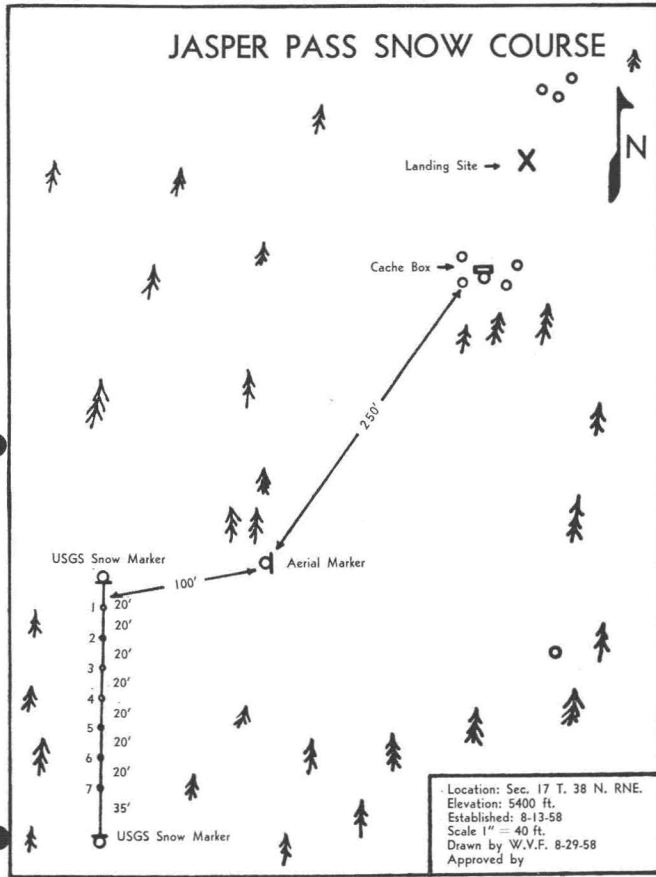 JASPER PASS SNOW COURSE
N
Landing Site
X
Cache Box
250'
USGS Snow Marker
Aerial Marker
100'
1 20'
20'
2
20'
3
20'
4
20'
5
20'
6
20'
7
35'
USGS Snow Marker
Location: Sec. 17 T. 38 N. RNE.
Elevation: 5400 ft.
Established: 8-13-58
Scale 1" = 40 ft.
Drawn by W.V.F. 8-29-58
Approved by